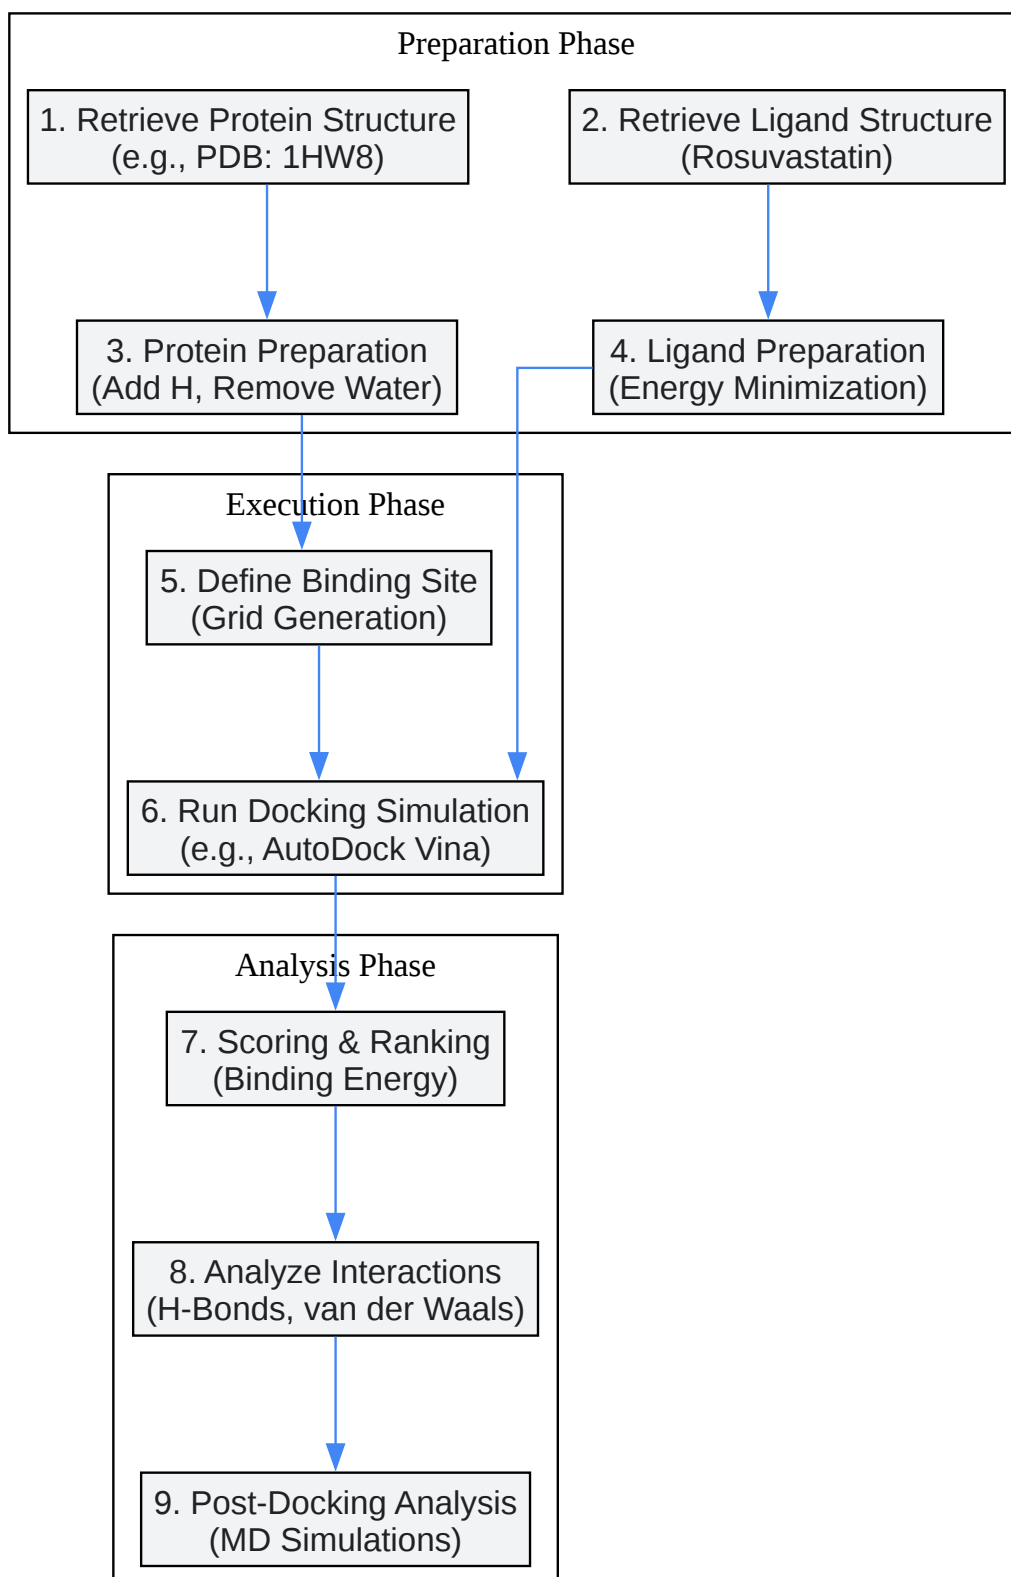 Preparation Phase
1. Retrieve Protein Structure
(e.g., PDB: 1HW8)
2. Retrieve Ligand Structure
(Rosuvastatin)
3. Protein Preparation
(Add H, Remove Water)
4. Ligand Preparation
(Energy Minimization)
Execution Phase
5. Define Binding Site
(Grid Generation)
6. Run Docking Simulation
(e.g., AutoDock Vina)
Analysis Phase
7. Scoring & Ranking
(Binding Energy)
8. Analyze Interactions
(H-Bonds, van der Waals)
9. Post-Docking Analysis
(MD Simulations)